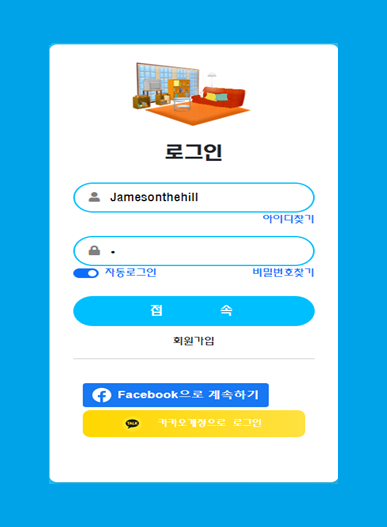 로그인
Jamesonthehill
아이디찾기
•
자동로그인 비밀번호찾기
접 속
회원가입
Facebook으로 계속하기
TALK 카카오계정으로 로그인